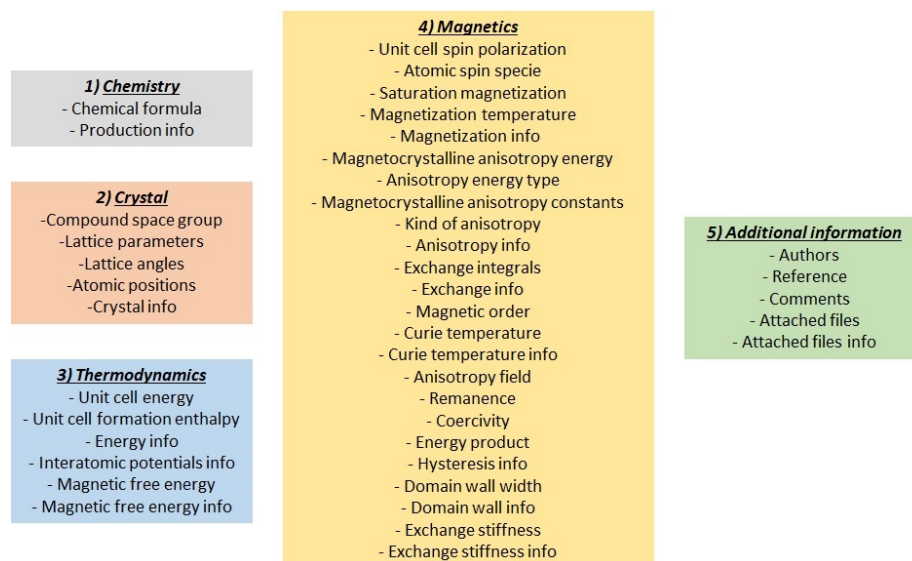 1) Chemistry
- Chemical formula
- Production info
2) Crystal
-Compound space group
-Lattice parameters
-Lattice angles
-Atomic positions
-Crystal info
3) Thermodynamics
- Unit cell energy
- Unit cell formation enthalpy
- Energy info
- Interatomic potentials info
- Magnetic free energy
- Magnetic free energy info
4) Magnetics
- Unit cell spin polarization
- Atomic spin specie
- Saturation magnetization
- Magnetization temperature
- Magnetization info
- Magnetocrystalline anisotropy energy
- Anisotropy energy type
- Magnetocrystalline anisotropy constants
- Kind of anisotropy
- Anisotropy info
- Exchange integrals
- Exchange info
- Magnetic order
- Curie temperature
- Curie temperature info
- Anisotropy field
- Remanence
- Coercivity
- Energy product
- Hysteresis info
- Domain wall width
- Domain wall info
- Exchange stiffness
- Exchange stiffness info
5) Additional information
- Authors
- Reference
- Comments
- Attached files
- Attached files info